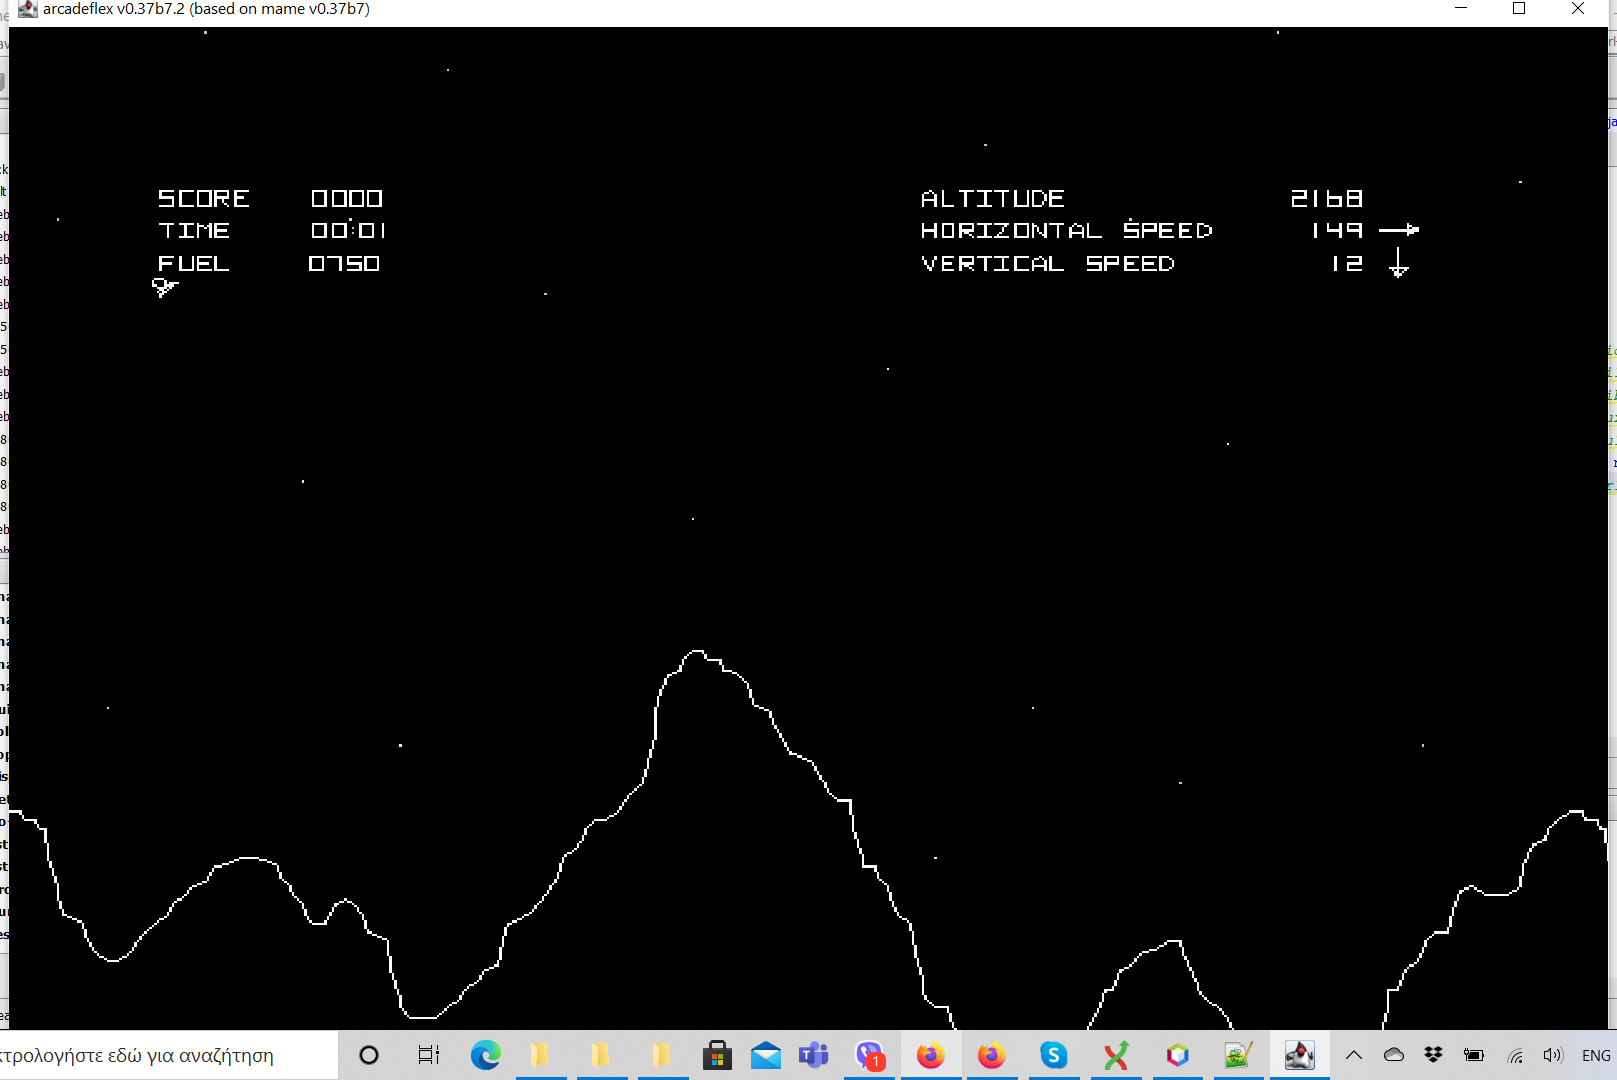 arcadeflex v0.37b7.2 (based on mame v0.37b7)
SCORE 0000
TIME 00:01
FUEL 0750
ALTITUDE 2168
HORIZONTAL SPEED 149
VERTICAL SPEED 12
κτρολογήστε εδώ για αναζήτηση
1
ENG